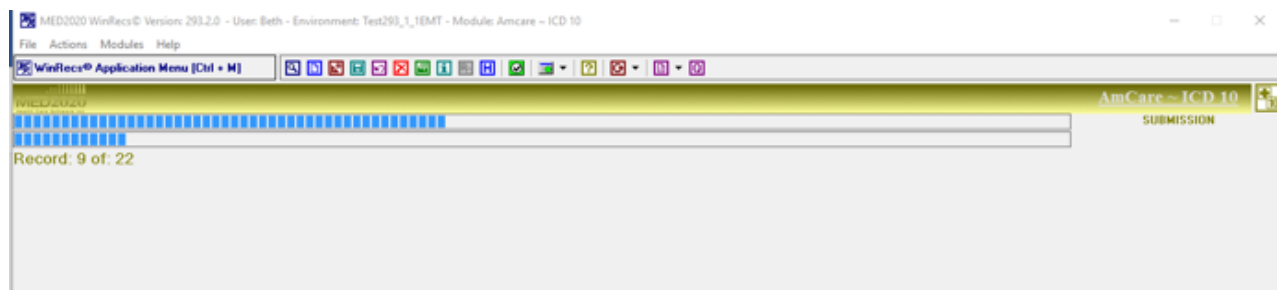 MED2020 WinRecs© Version: 293.2.0 - User: Beth - Environment: Test293_1_1EMT - Module: Amcare ~ ICD 10
File Actions Modules Help
WinRecs© Application Menu [Ctrl + M]
MED2020
AmCare ~ ICD 10
SUBMISSION
Record: 9 of: 22